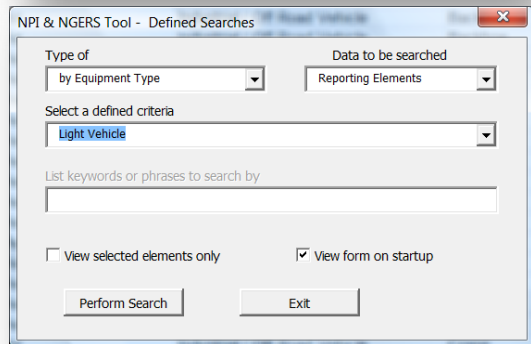 NPI & NGERS Tool - Defined Searches
Type of Data to be searched
by Equipment Type Reporting Elements
Select a defined criteria
Light Vehicle
List keywords or phrases to search by
View selected elements only View form on startup
Perform Search Exit